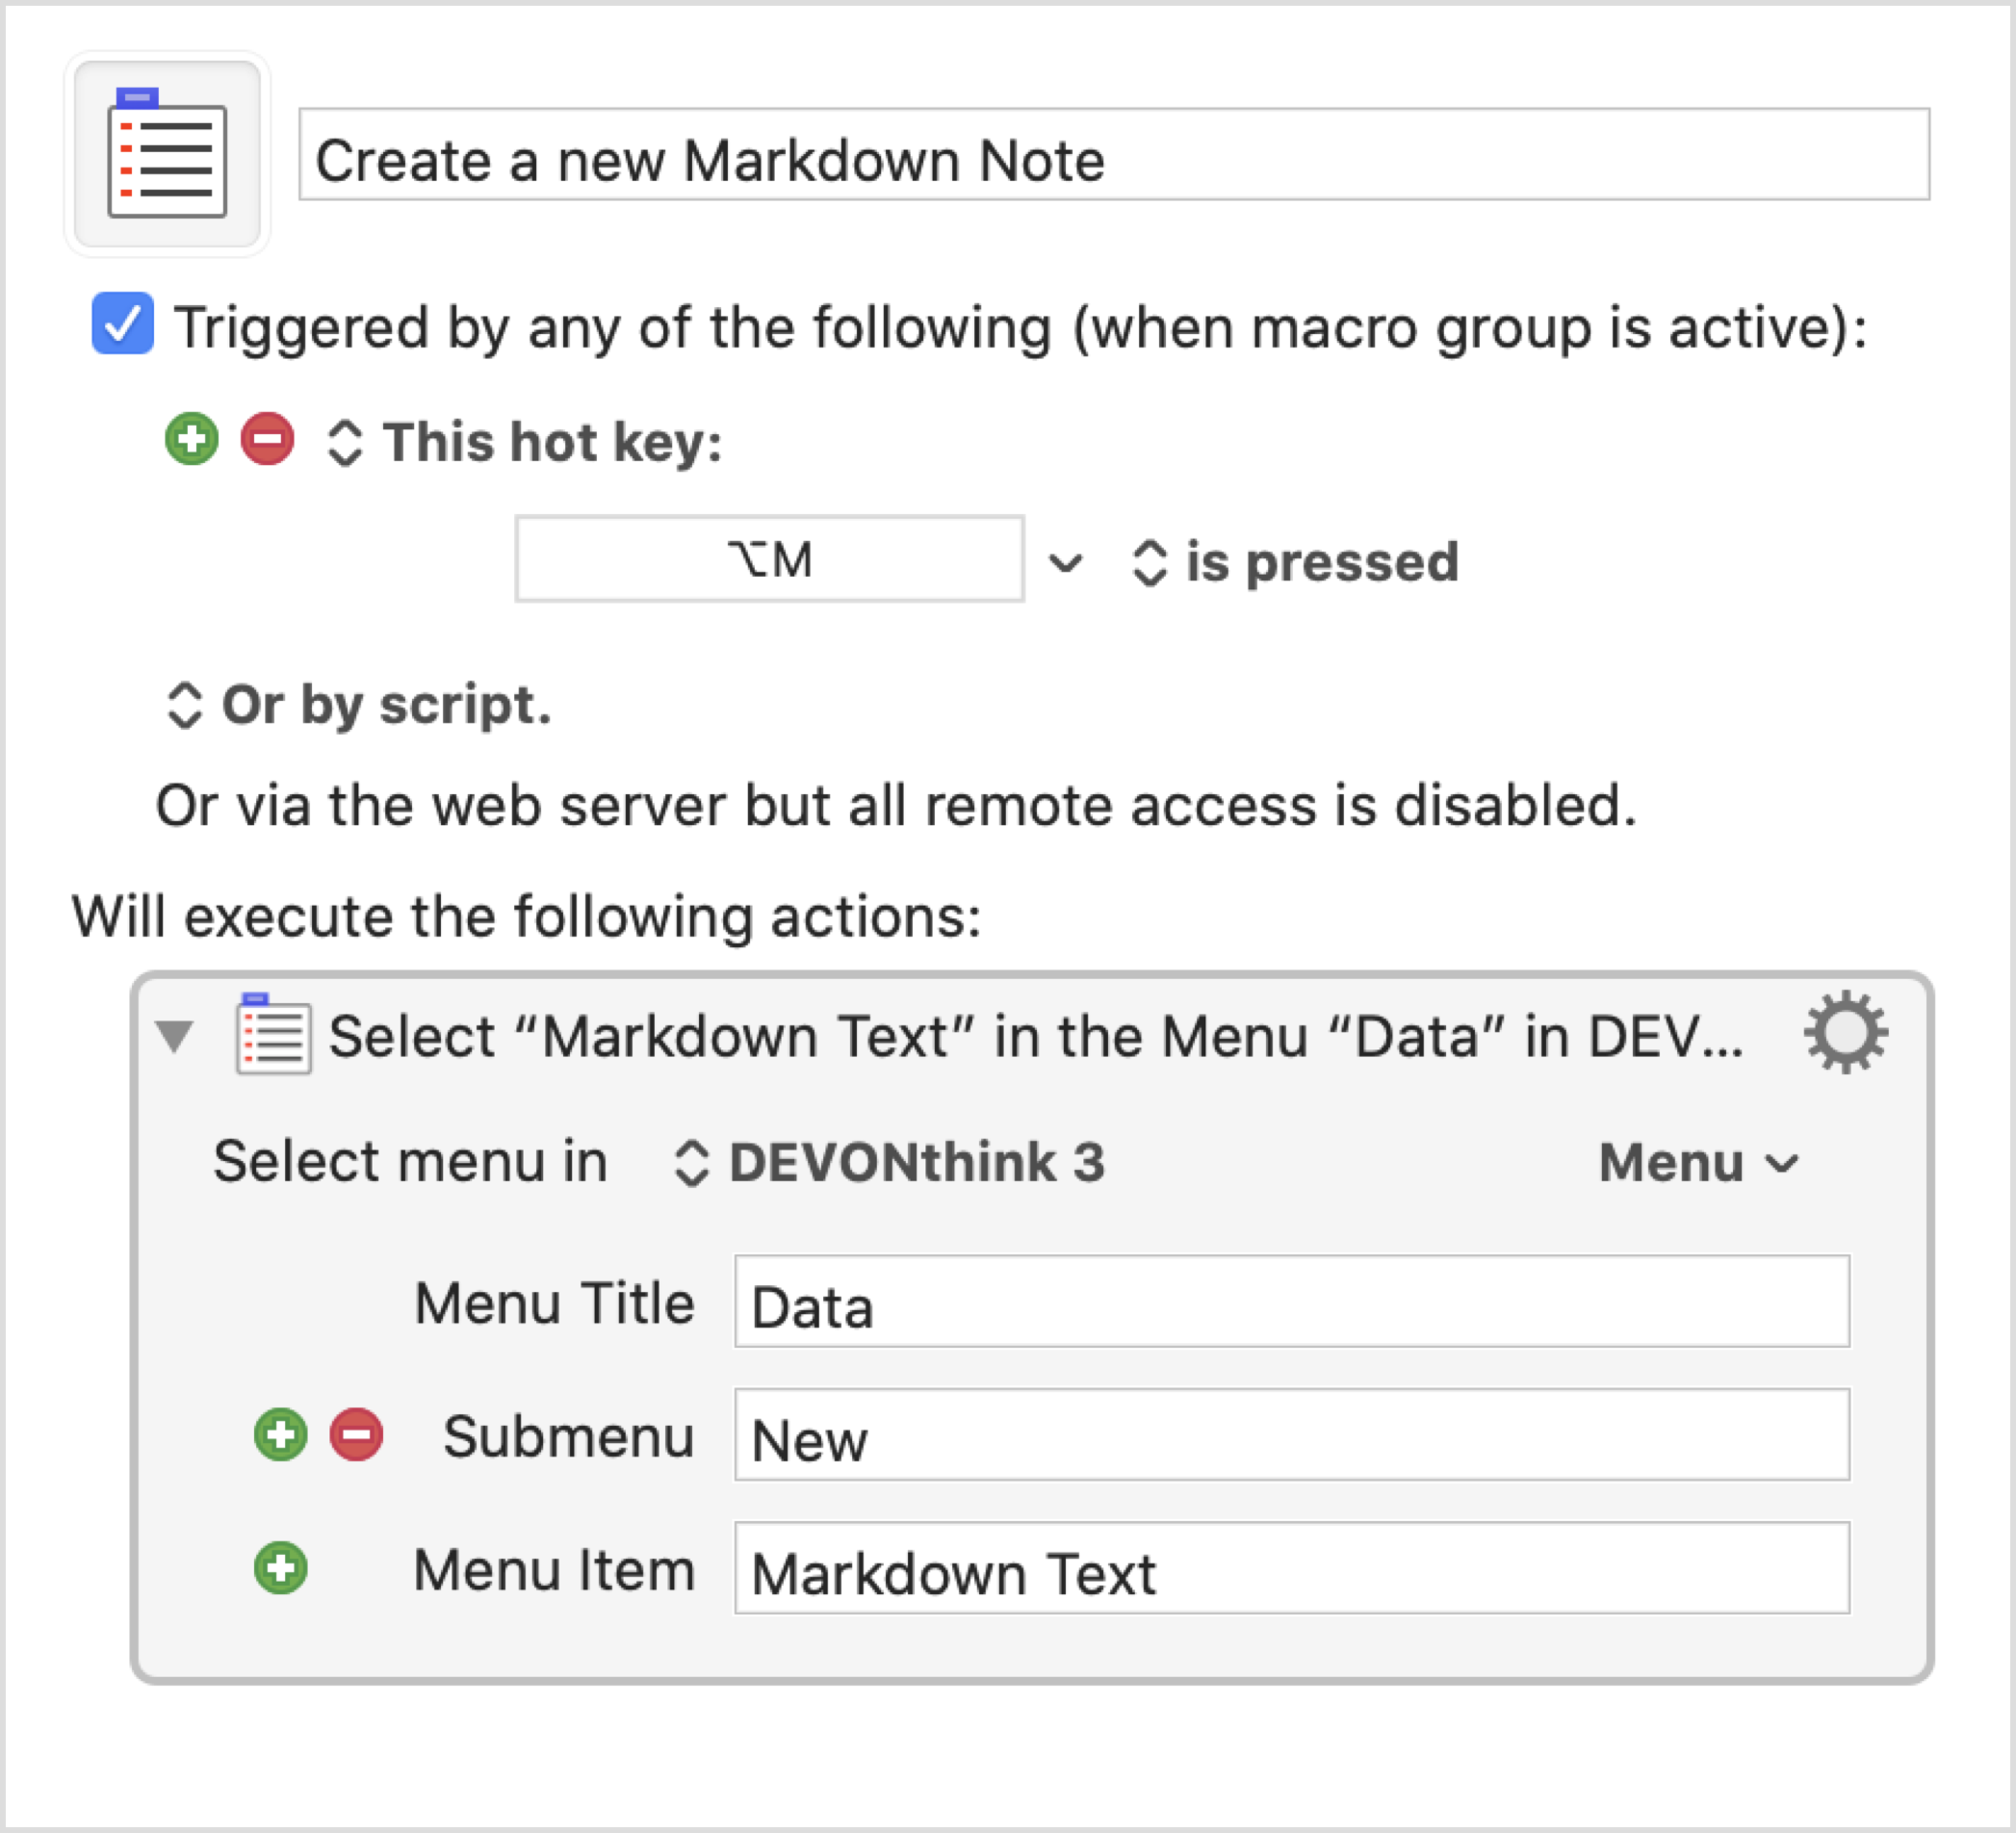 Create a new Markdown Note
Triggered by any of the following (when macro group is active):
This hot key:
⌥M is pressed
Or by script.
Or via the web server but all remote access is disabled.
Will execute the following actions:
Select “Markdown Text” in the Menu “Data” in DEV...
Select menu in DEVONthink 3 Menu
Menu Title Data
Submenu New
Menu Item Markdown Text